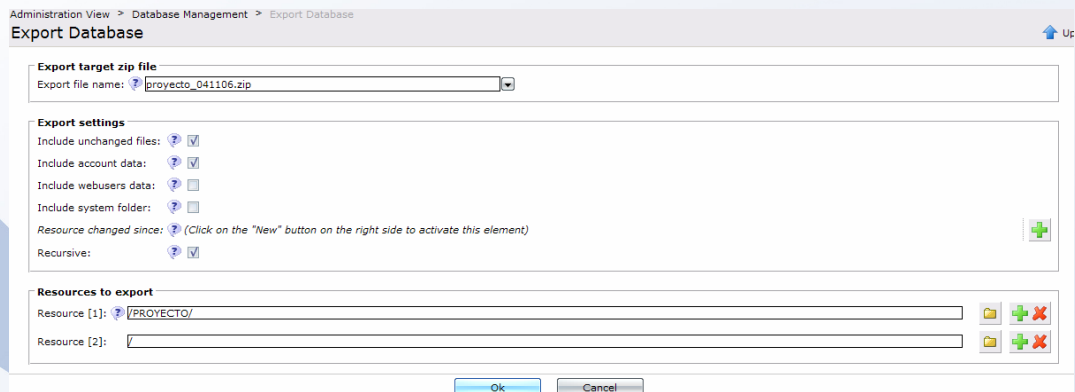 Administration View > Database Management > Export Database
Export Database
Up
Export target zip file
Export file name: ? proyecto_041106.zip
Export settings
Include unchanged files: ?
Include account data: ?
Include webusers data: ?
Include system folder: ?
Resource changed since: ? (Click on the "New" button on the right side to activate this element)
Recursive: ?
Resources to export
Resource [1]: ? /PROYECTO/
Resource [2]: /
Ok Cancel